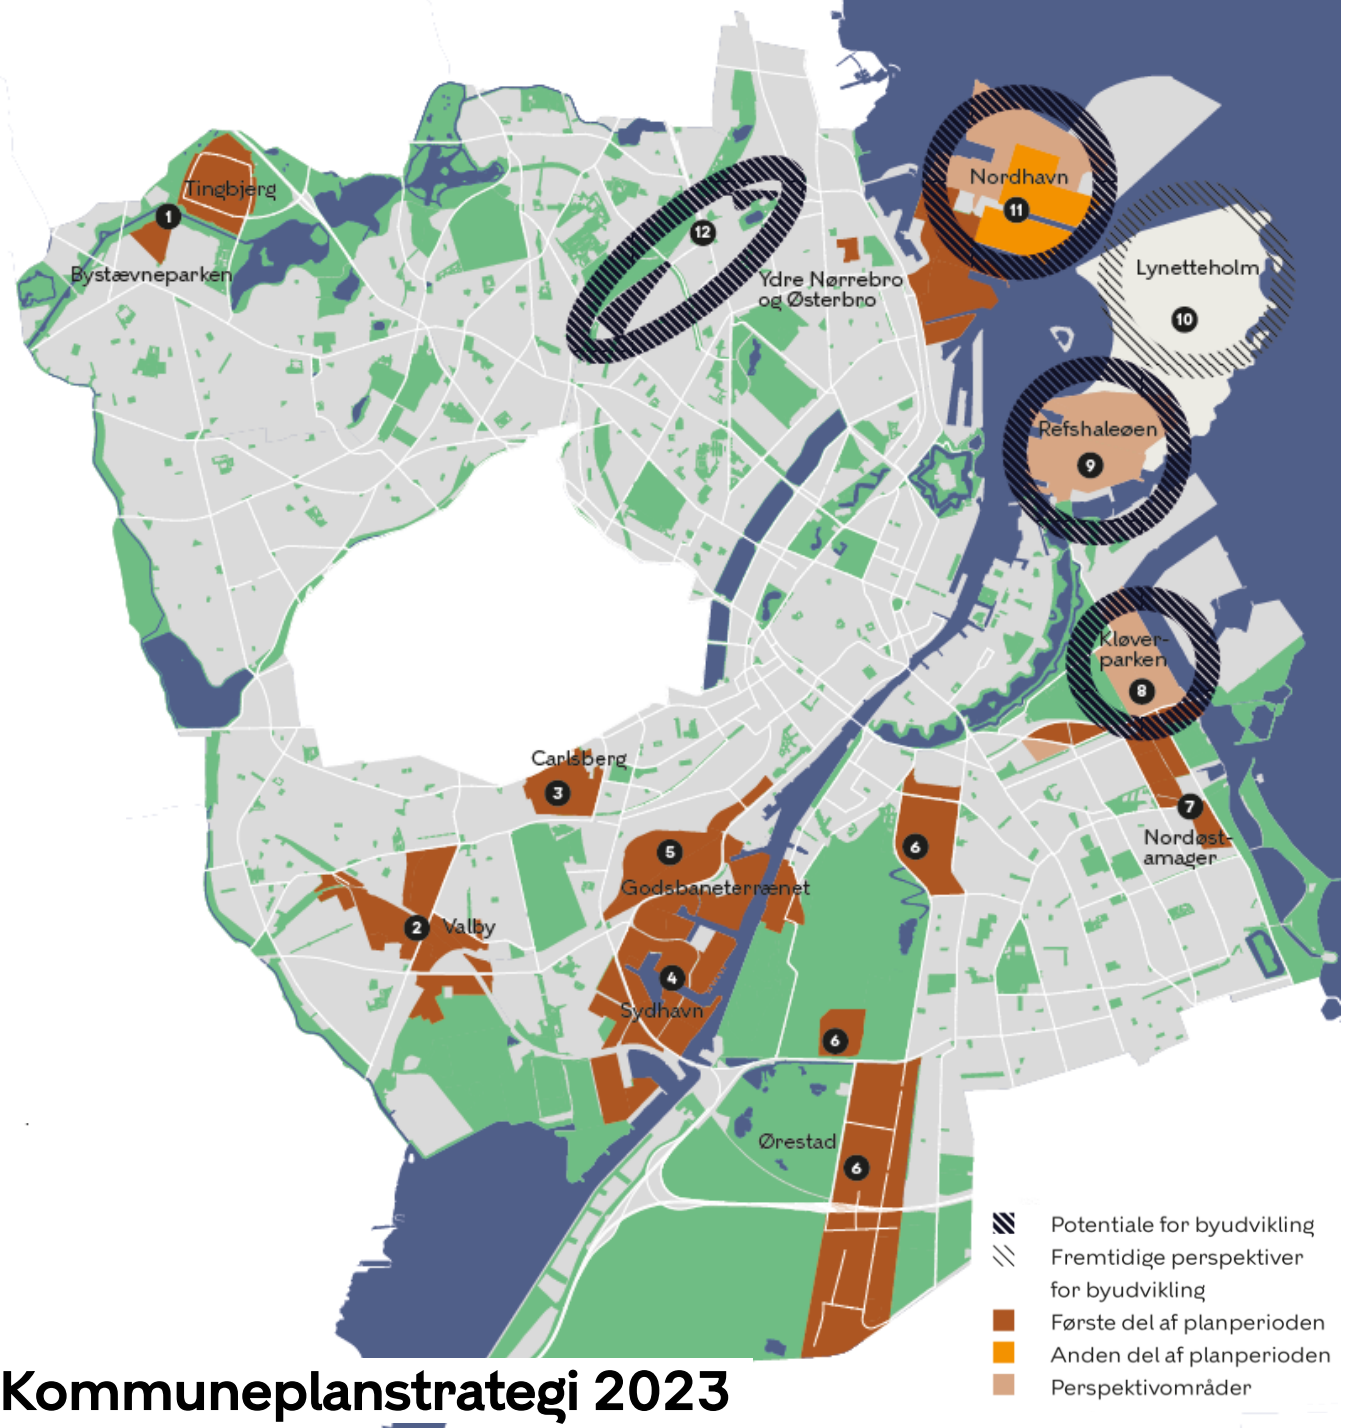 Tingbjerg
1
Bystævneparken
12
Ydre Nørrebro
og Østerbro
Nordhavn
11
Lynetteholm
10
Refshaleøen
9
Kløver-
parken
8
7
Nordøst-
amager
Carlsberg
3
5
Godsbaneterrænet
6
2
Valby
4
Sydhavn
6
Ørestad
6
Potentiale for byudvikling
Fremtidige perspektiver
for byudvikling
Første del af planperioden
Anden del af planperioden
Perspektivområder
Kommuneplanstrategi 2023